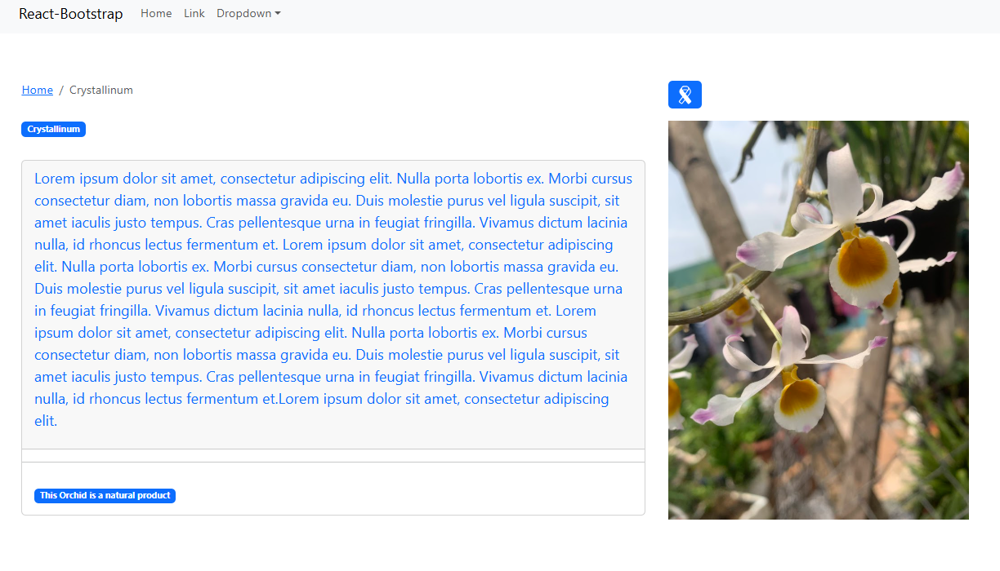 React-Bootstrap Home Link Dropdown
Home / Crystallinum
Crystallinum
Lorem ipsum dolor sit amet, consectetur adipiscing elit. Nulla porta lobortis ex. Morbi cursus
consectetur diam, non lobortis massa gravida eu. Duis molestie purus vel ligula suscipit, sit
amet iaculis justo tempus. Cras pellentesque urna in feugiat fringilla. Vivamus dictum lacinia
nulla, id rhoncus lectus fermentum et. Lorem ipsum dolor sit amet, consectetur adipiscing
elit. Nulla porta lobortis ex. Morbi cursus consectetur diam, non lobortis massa gravida eu.
Duis molestie purus vel ligula suscipit, sit amet iaculis justo tempus. Cras pellentesque urna
in feugiat fringilla. Vivamus dictum lacinia nulla, id rhoncus lectus fermentum et. Lorem
ipsum dolor sit amet, consectetur adipiscing elit. Nulla porta lobortis ex. Morbi cursus
consectetur diam, non lobortis massa gravida eu. Duis molestie purus vel ligula suscipit, sit
amet iaculis justo tempus. Cras pellentesque urna in feugiat fringilla. Vivamus dictum lacinia
nulla, id rhoncus lectus fermentum et.Lorem ipsum dolor sit amet, consectetur adipiscing
elit.
This Orchid is a natural product